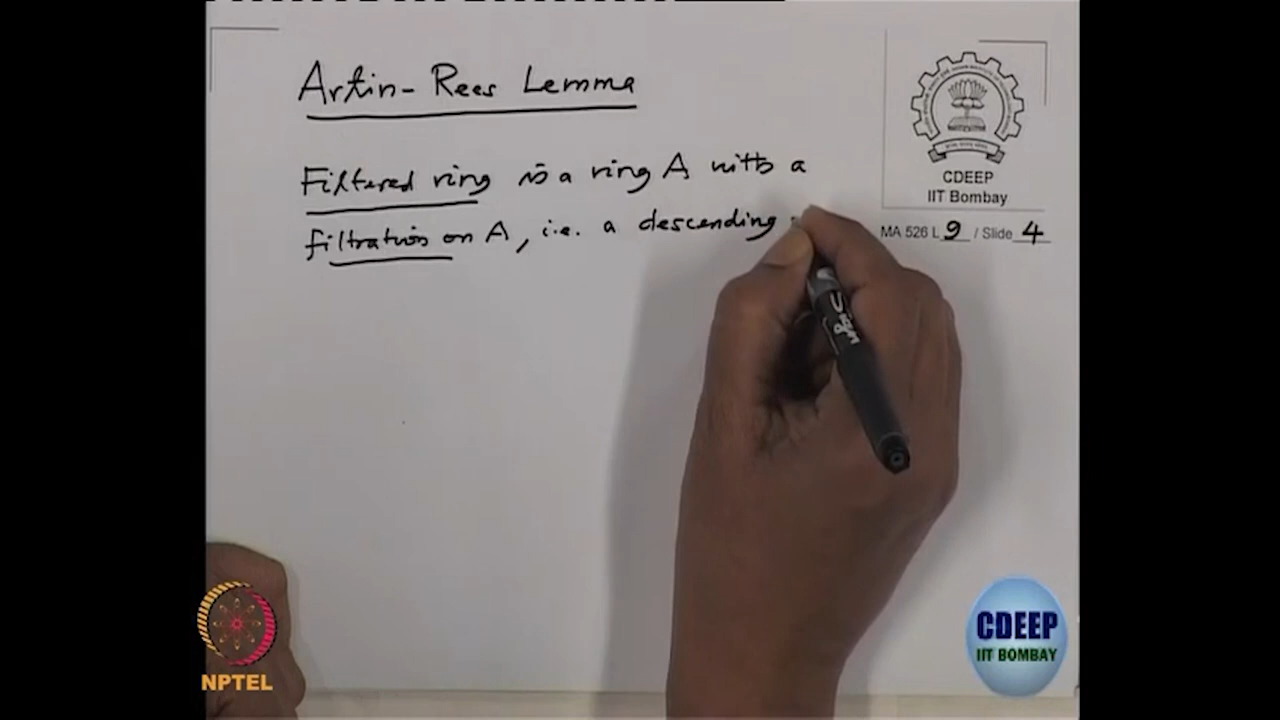 Artin-Rees Lemma
Filtered ring is a ring A with a
filtration on A, i.e. a descending
CDEEP
IIT Bombay
MA 526 L 9 / Slide 4
Sign
NPTEL
CDEEP
IIT BOMBAY